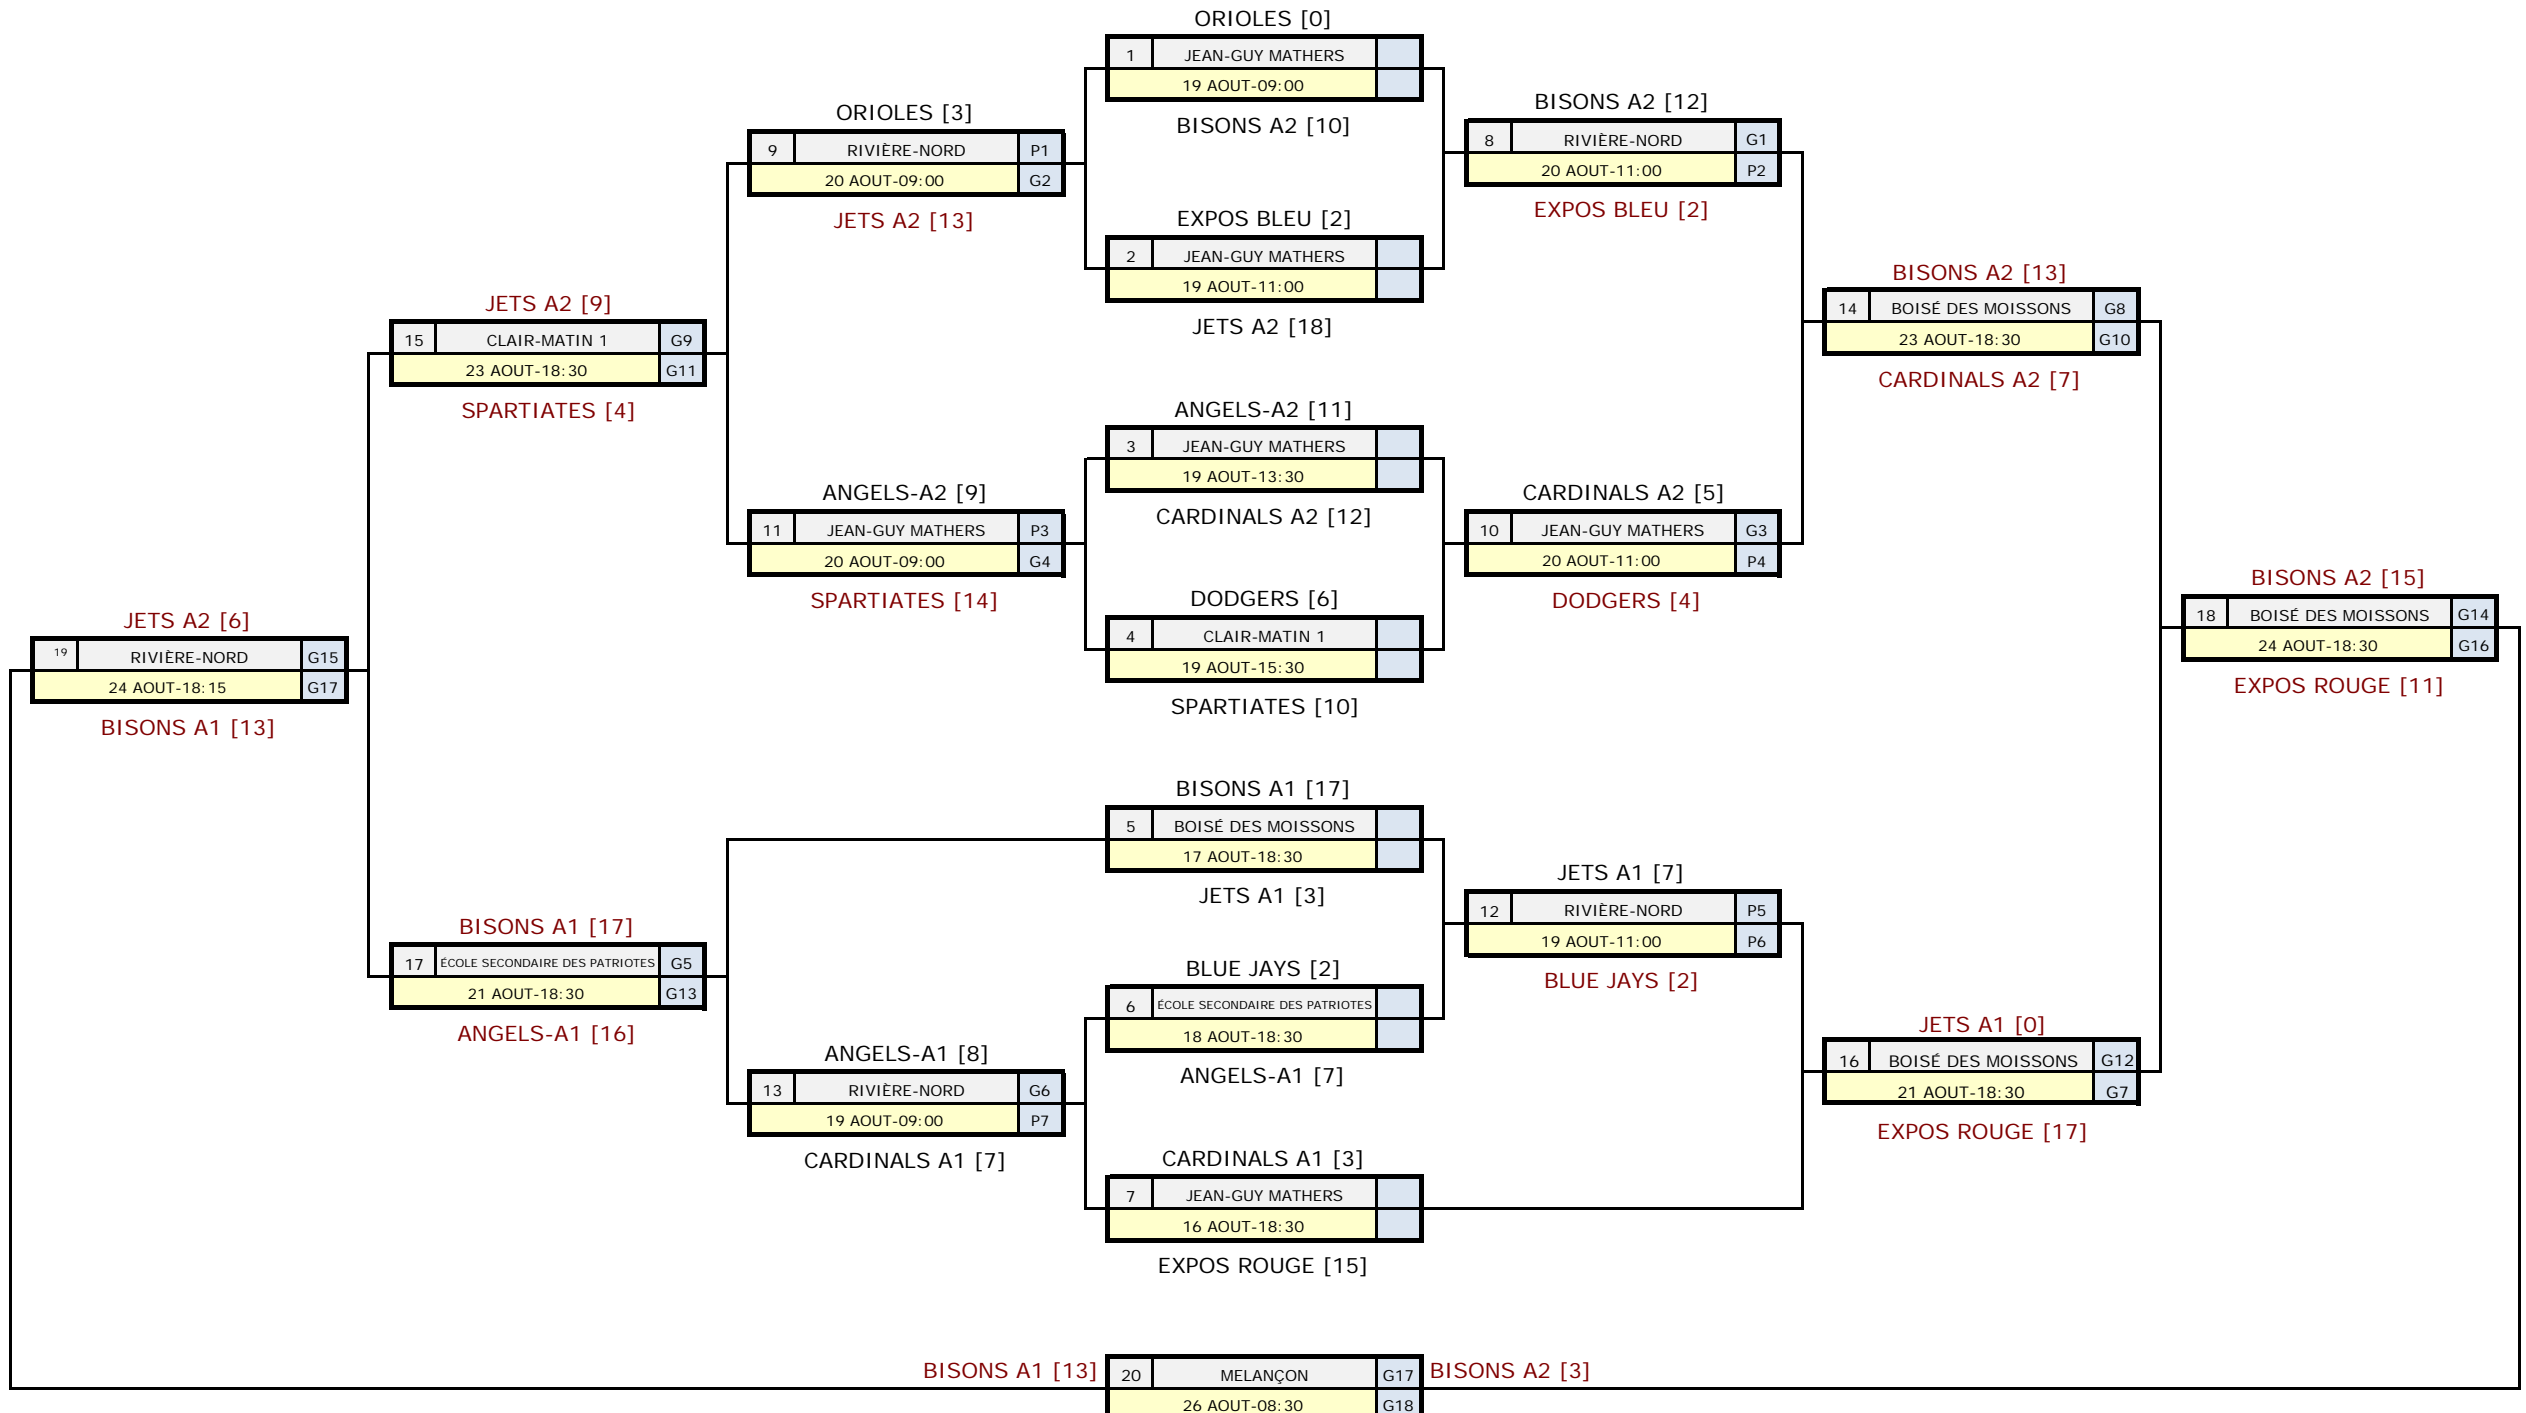 ORIOLES [0]
1 JEAN-GUY MATHERS
19 AOUT-09:00
BISONS A2 [10]
ORIOLES [3]
9 RIVIÈRE-NORD P1
20 AOUT-09:00 G2
JETS A2 [13]
BISONS A2 [12]
8 RIVIÈRE-NORD G1
20 AOUT-11:00 P2
EXPOS BLEU [2]
EXPOS BLEU [2]
2 JEAN-GUY MATHERS
19 AOUT-11:00
JETS A2 [18]
JETS A2 [9]
15 CLAIR-MATIN 1 G9
23 AOUT-18:30 G11
SPARTIATES [4]
BISONS A2 [13]
14 BOISÉ DES MOISSONS G8
23 AOUT-18:30 G10
CARDINALS A2 [7]
ANGELS-A2 [11]
3 JEAN-GUY MATHERS
19 AOUT-13:30
CARDINALS A2 [12]
ANGELS-A2 [9]
11 JEAN-GUY MATHERS P3
20 AOUT-09:00 G4
SPARTIATES [14]
CARDINALS A2 [5]
10 JEAN-GUY MATHERS G3
20 AOUT-11:00 P4
DODGERS [4]
DODGERS [6]
4 CLAIR-MATIN 1
19 AOUT-15:30
SPARTIATES [10]
JETS A2 [6]
19 RIVIÈRE-NORD G15
24 AOUT-18:15 G17
BISONS A1 [13]
BISONS A2 [15]
18 BOISÉ DES MOISSONS G14
24 AOUT-18:30 G16
EXPOS ROUGE [11]
BISONS A1 [17]
5 BOISÉ DES MOISSONS
17 AOUT-18:30
JETS A1 [3]
JETS A1 [7]
12 RIVIÈRE-NORD P5
19 AOUT-11:00 P6
BLUE JAYS [2]
BISONS A1 [17]
17 ÉCOLE SECONDAIRE DES PATRIOTES G5
21 AOUT-18:30 G13
ANGELS-A1 [16]
BLUE JAYS [2]
6 ÉCOLE SECONDAIRE DES PATRIOTES
18 AOUT-18:30
ANGELS-A1 [7]
ANGELS-A1 [8]
13 RIVIÈRE-NORD G6
19 AOUT-09:00 P7
CARDINALS A1 [7]
JETS A1 [0]
16 BOISÉ DES MOISSONS G12
21 AOUT-18:30 G7
EXPOS ROUGE [17]
CARDINALS A1 [3]
7 JEAN-GUY MATHERS
16 AOUT-18:30
EXPOS ROUGE [15]
BISONS A1 [13] 20 MELANÇON G17 BISONS A2 [3]
26 AOUT-08:30 G18